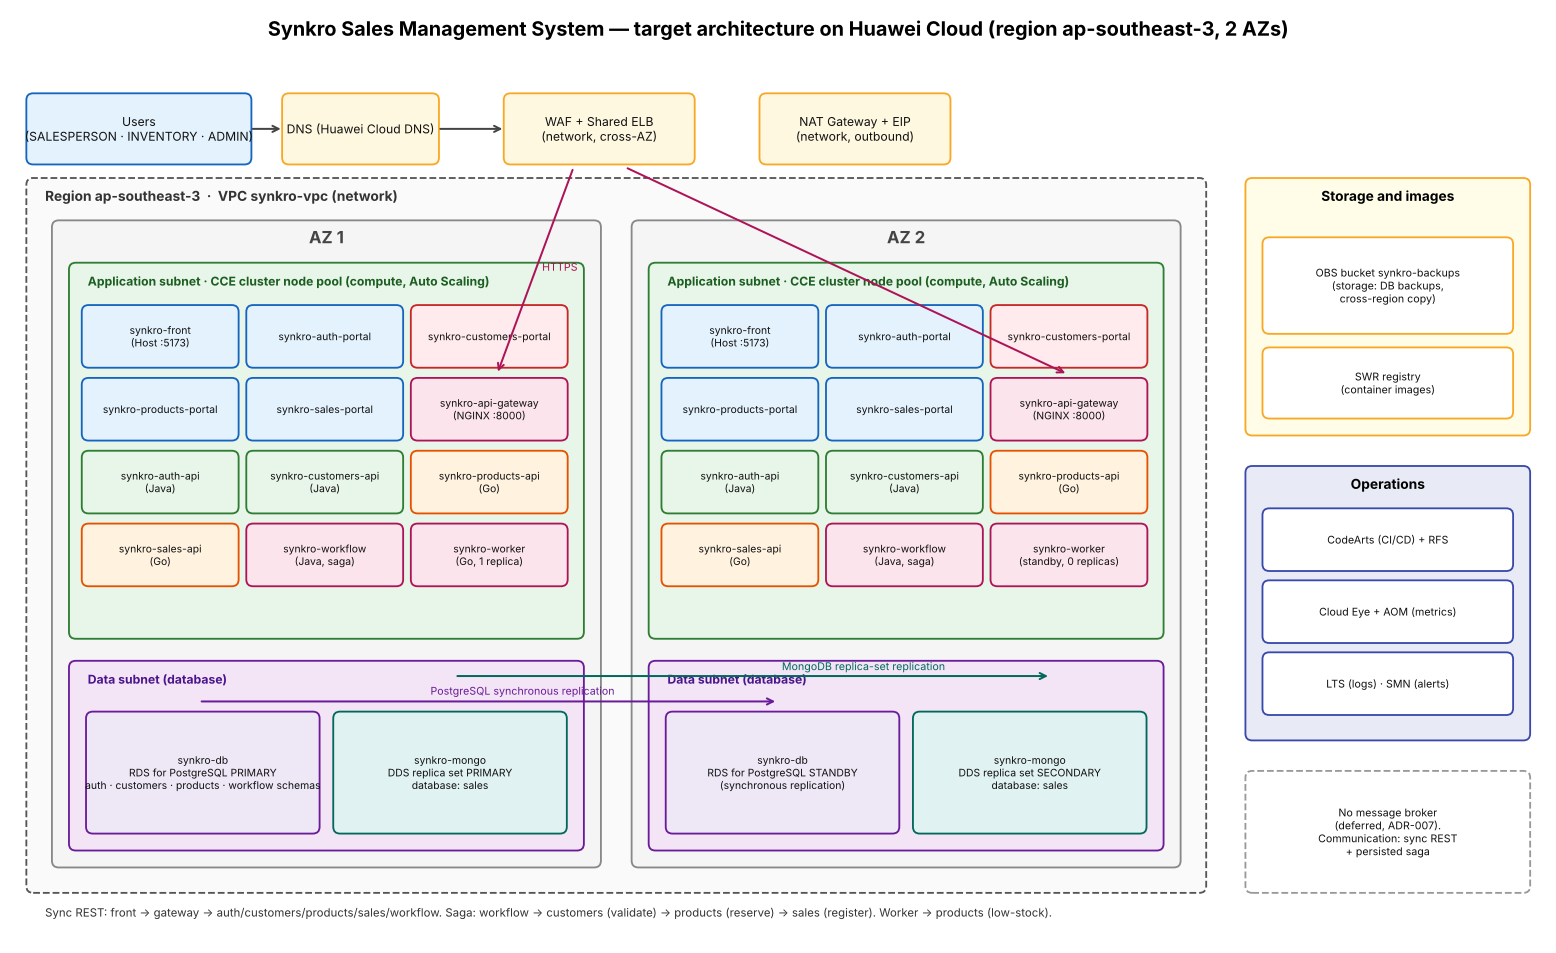 Synkro Sales Management System — target architecture on Huawei Cloud (region ap-southeast-3, 2 AZs)
Users
(SALESPERSON · INVENTORY · ADMIN)
DNS (Huawei Cloud DNS)
WAF + Shared ELB
(network, cross-AZ)
NAT Gateway + EIP
(network, outbound)
Region ap-southeast-3 · VPC synkro-vpc (network)
AZ 1
HTTPS
Application subnet · CCE cluster node pool (compute, Auto Scaling)
synkro-front
(Host :5173)
synkro-auth-portal
synkro-customers-portal
synkro-products-portal
synkro-sales-portal
synkro-api-gateway
(NGINX :8000)
synkro-auth-api
(Java)
synkro-customers-api
(Java)
synkro-products-api
(Go)
synkro-sales-api
(Go)
synkro-workflow
(Java, saga)
synkro-worker
(Go, 1 replica)
Data subnet (database)
PostgreSQL synchronous replication
synkro-db
RDS for PostgreSQL PRIMARY
auth · customers · products · workflow schemas
synkro-mongo
DDS replica set PRIMARY
database: sales
AZ 2
Application subnet · CCE cluster node pool (compute, Auto Scaling)
synkro-front
(Host :5173)
synkro-auth-portal
synkro-customers-portal
synkro-products-portal
synkro-sales-portal
synkro-api-gateway
(NGINX :8000)
synkro-auth-api
(Java)
synkro-customers-api
(Java)
synkro-products-api
(Go)
synkro-sales-api
(Go)
synkro-workflow
(Java, saga)
synkro-worker
(standby, 0 replicas)
MongoDB replica-set replication
Data subnet (database)
synkro-db
RDS for PostgreSQL STANDBY
(synchronous replication)
synkro-mongo
DDS replica set SECONDARY
database: sales
Storage and images
OBS bucket synkro-backups
(storage: DB backups,
cross-region copy)
SWR registry
(container images)
Operations
CodeArts (CI/CD) + RFS
Cloud Eye + AOM (metrics)
LTS (logs) · SMN (alerts)
No message broker
(deferred, ADR-007).
Communication: sync REST
+ persisted saga
Sync REST: front → gateway → auth/customers/products/sales/workflow. Saga: workflow → customers (validate) → products (reserve) → sales (register). Worker → products (low-stock).